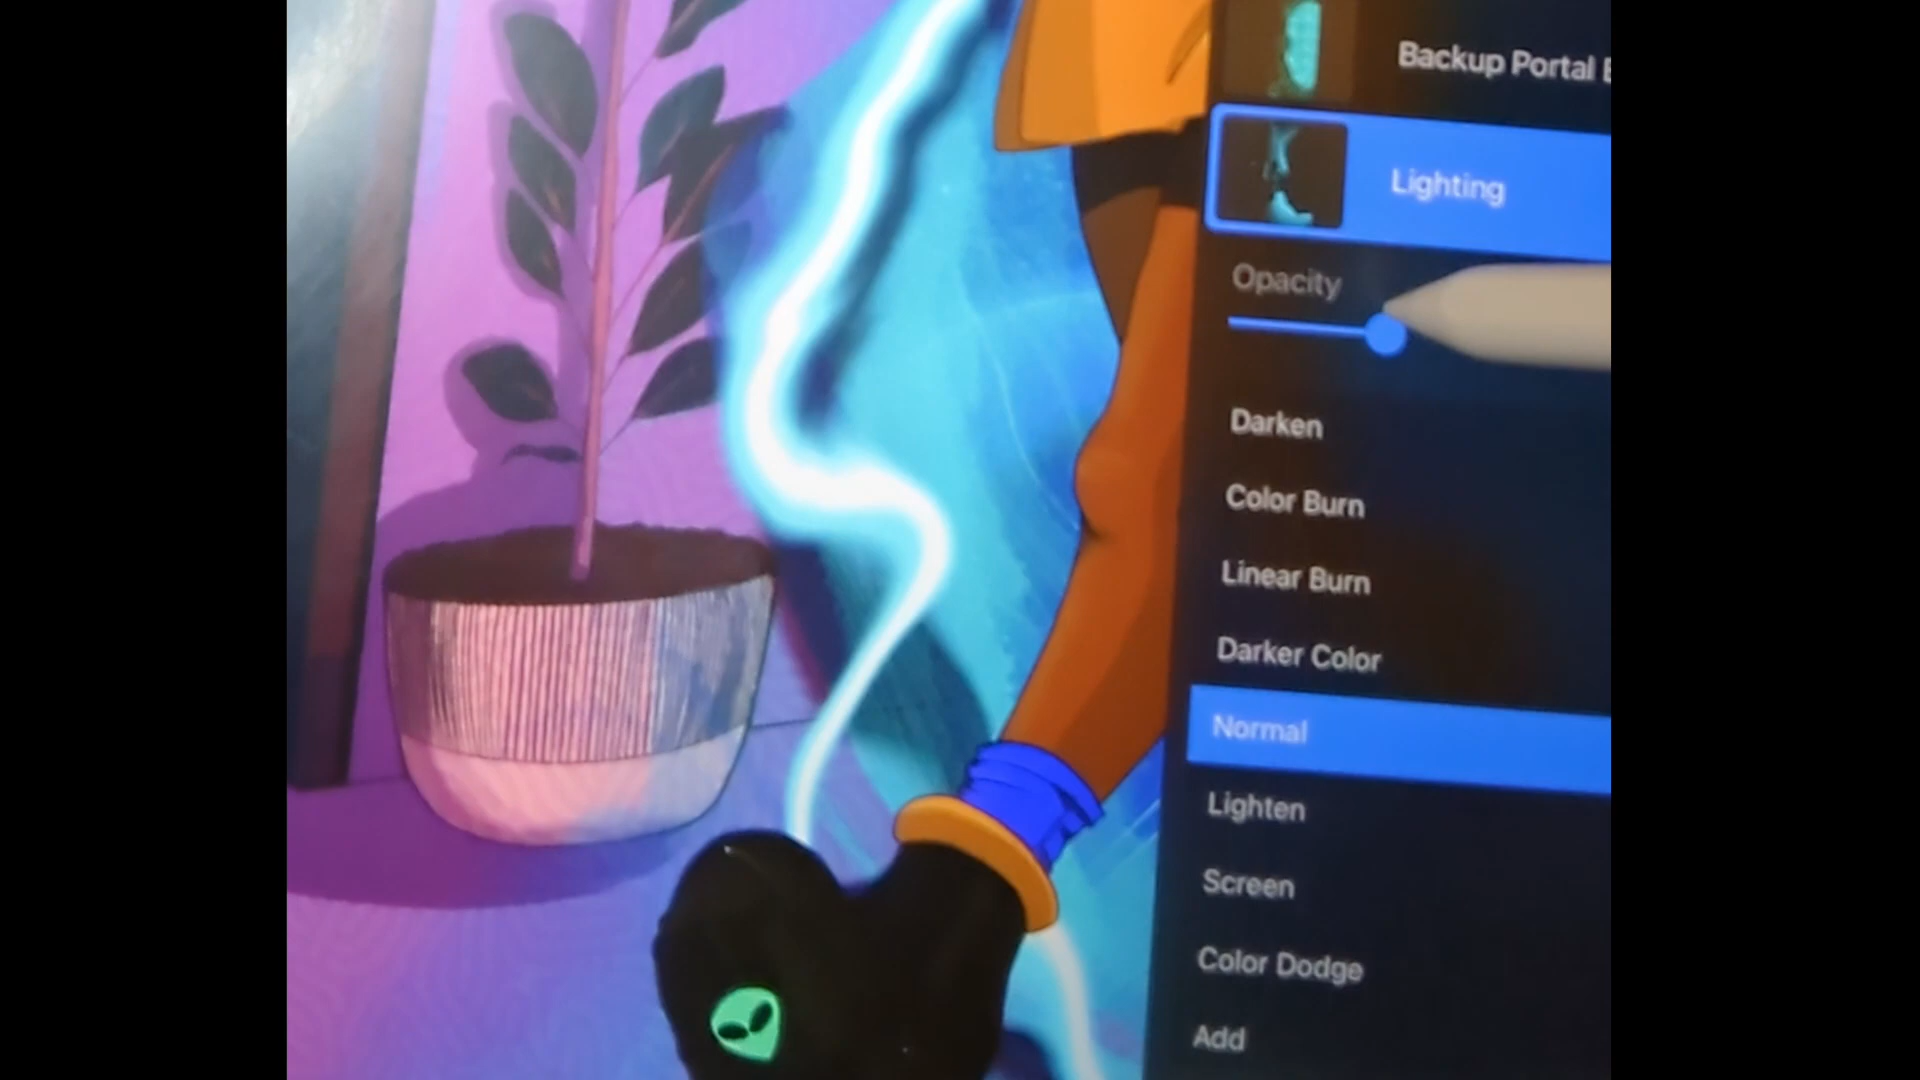 Backup Portal
Lighting
Opacity
Darken
Color Burn
Linear Burn
Darker Color
Normal
Lighten
Screen
Color Dodge
Add